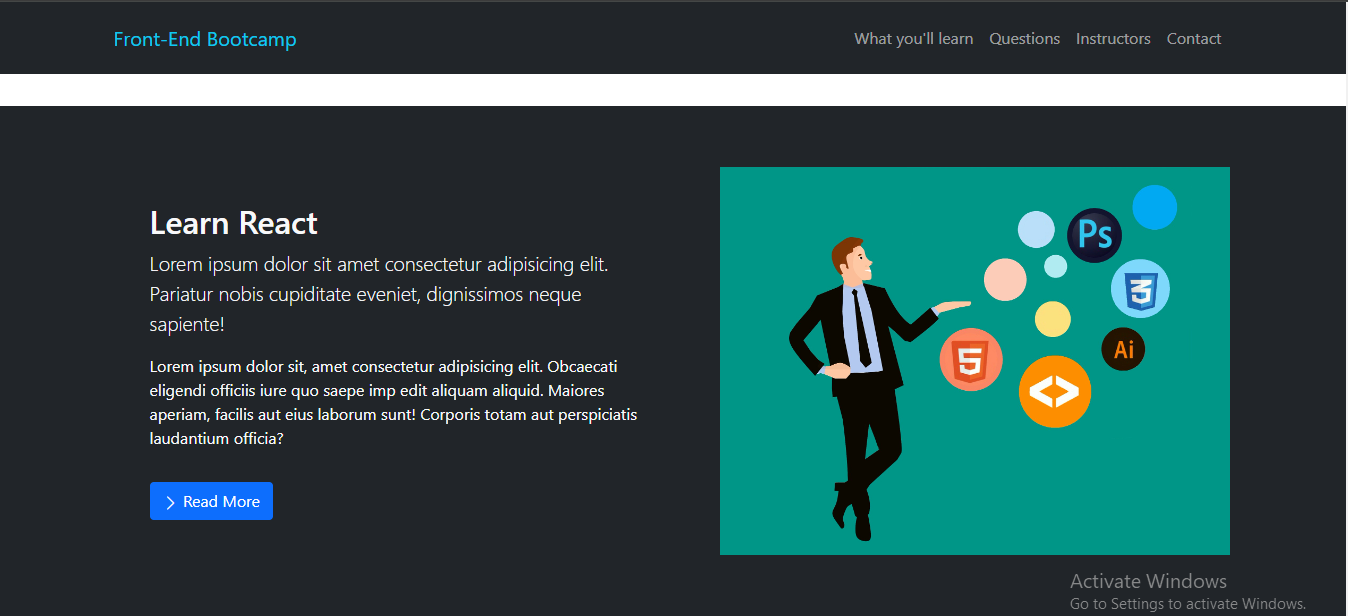 Front-End Bootcamp
What you'll learn Questions Instructors Contact
Learn React
Lorem ipsum dolor sit amet consectetur adipisicing elit.
Pariatur nobis cupiditate eveniet, dignissimos neque
sapiente!
Lorem ipsum dolor sit, amet consectetur adipisicing elit. Obcaecati
eligendi officiis iure quo saepe imp edit aliquam aliquid. Maiores
aperiam, facilis aut eius laborum sunt! Corporis totam aut perspiciatis
laudantium officia?
Read More
Ps
3
Ai
5
Activate Windows
Go to Settings to activate Windows.